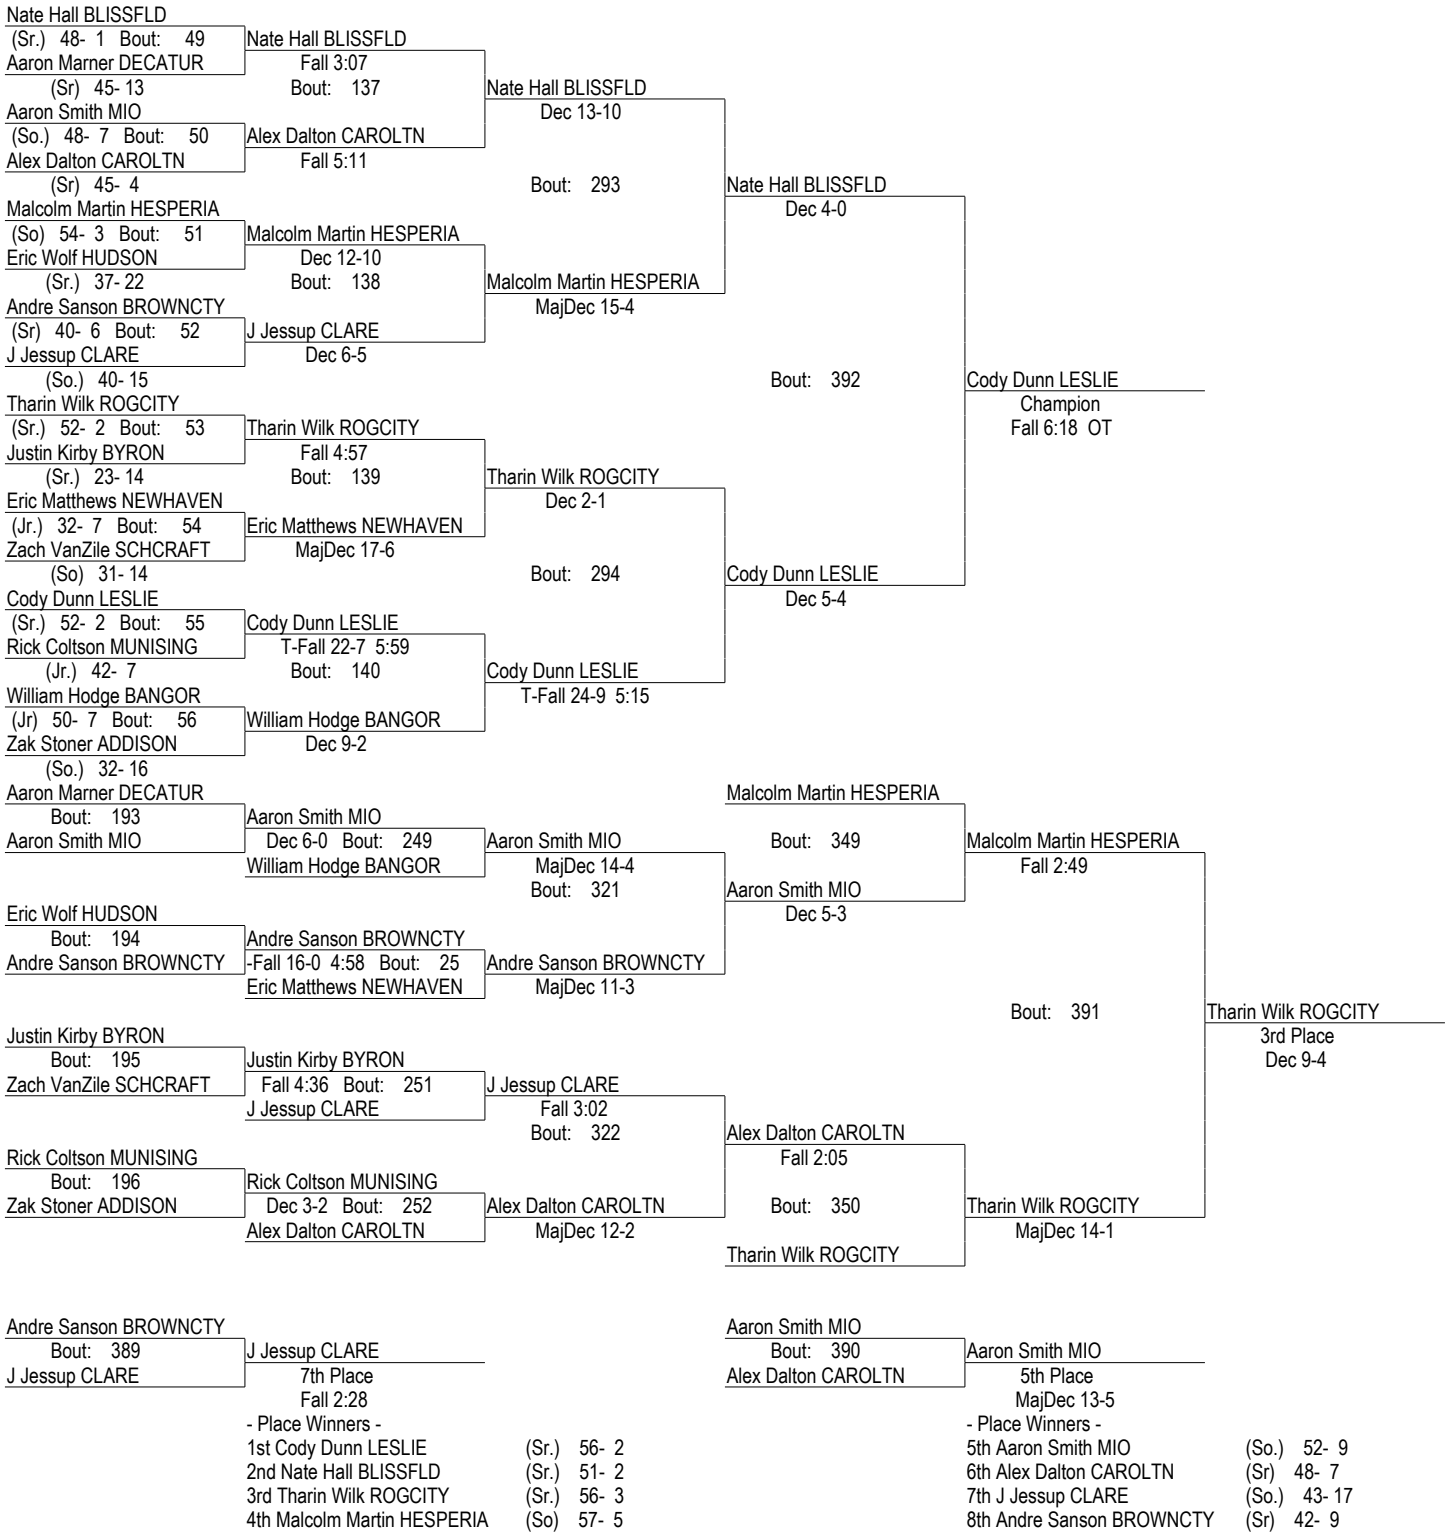 Nate Hall BLISSFLD
(Sr.) 48- 1 Bout: 49 Nate Hall BLISSFLD
Aaron Marner DECATUR Fall 3:07
(Sr) 45- 13 Bout: 137 Nate Hall BLISSFLD
Aaron Smith MIO Dec 13-10
(So.) 48- 7 Bout: 50 Alex Dalton CAROLTN
Alex Dalton CAROLTN Fall 5:11
(Sr) 45- 4 Bout: 293 Nate Hall BLISSFLD
Malcolm Martin HESPERIA Dec 4-0
(So) 54- 3 Bout: 51 Malcolm Martin HESPERIA
Eric Wolf HUDSON Dec 12-10
(Sr.) 37- 22 Bout: 138 Malcolm Martin HESPERIA
Andre Sanson BROWNCTY MajDec 15-4
(Sr) 40- 6 Bout: 52 J Jessup CLARE
J Jessup CLARE Dec 6-5
(So.) 40- 15 Bout: 392 Cody Dunn LESLIE
Tharin Wilk ROGCITY Champion
(Sr.) 52- 2 Bout: 53 Tharin Wilk ROGCITY Fall 6:18 OT
Justin Kirby BYRON Fall 4:57
(Sr.) 23- 14 Bout: 139 Tharin Wilk ROGCITY
Eric Matthews NEWHAVEN Dec 2-1
(Jr.) 32- 7 Bout: 54 Eric Matthews NEWHAVEN
Zach VanZile SCHCRAFT MajDec 17-6
(So) 31- 14 Bout: 294 Cody Dunn LESLIE
Cody Dunn LESLIE Dec 5-4
(Sr.) 52- 2 Bout: 55 Cody Dunn LESLIE
Rick Coltson MUNISING T-Fall 22-7 5:59
(Jr.) 42- 7 Bout: 140 Cody Dunn LESLIE
William Hodge BANGOR T-Fall 24-9 5:15
(Jr) 50- 7 Bout: 56 William Hodge BANGOR
Zak Stoner ADDISON Dec 9-2
(So.) 32- 16
Aaron Marner DECATUR Malcolm Martin HESPERIA
Bout: 193 Aaron Smith MIO
Aaron Smith MIO Dec 6-0 Bout: 249 Aaron Smith MIO Bout: 349 Malcolm Martin HESPERIA
William Hodge BANGOR MajDec 14-4 Fall 2:49
Bout: 321 Aaron Smith MIO
Eric Wolf HUDSON Dec 5-3
Bout: 194 Andre Sanson BROWNCTY
Andre Sanson BROWNCTY -Fall 16-0 4:58 Bout: 25 Andre Sanson BROWNCTY
Eric Matthews NEWHAVEN MajDec 11-3
Bout: 391 Tharin Wilk ROGCITY
Justin Kirby BYRON 3rd Place
Bout: 195 Justin Kirby BYRON Dec 9-4
Zach VanZile SCHCRAFT Fall 4:36 Bout: 251 J Jessup CLARE
J Jessup CLARE Fall 3:02
Bout: 322 Alex Dalton CAROLTN
Rick Coltson MUNISING Fall 2:05
Bout: 196 Rick Coltson MUNISING
Zak Stoner ADDISON Dec 3-2 Bout: 252 Alex Dalton CAROLTN Bout: 350 Tharin Wilk ROGCITY
Alex Dalton CAROLTN MajDec 12-2 MajDec 14-1
Tharin Wilk ROGCITY
Andre Sanson BROWNCTY Aaron Smith MIO
Bout: 389 J Jessup CLARE Bout: 390 Aaron Smith MIO
J Jessup CLARE 7th Place Alex Dalton CAROLTN 5th Place
Fall 2:28 MajDec 13-5
- Place Winners - - Place Winners -
1st Cody Dunn LESLIE (Sr.) 56- 2 5th Aaron Smith MIO (So.) 52- 9
2nd Nate Hall BLISSFLD (Sr.) 51- 2 6th Alex Dalton CAROLTN (Sr) 48- 7
3rd Tharin Wilk ROGCITY (Sr.) 56- 3 7th J Jessup CLARE (So.) 43- 17
4th Malcolm Martin HESPERIA (So) 57- 5 8th Andre Sanson BROWNCTY (Sr) 42- 9